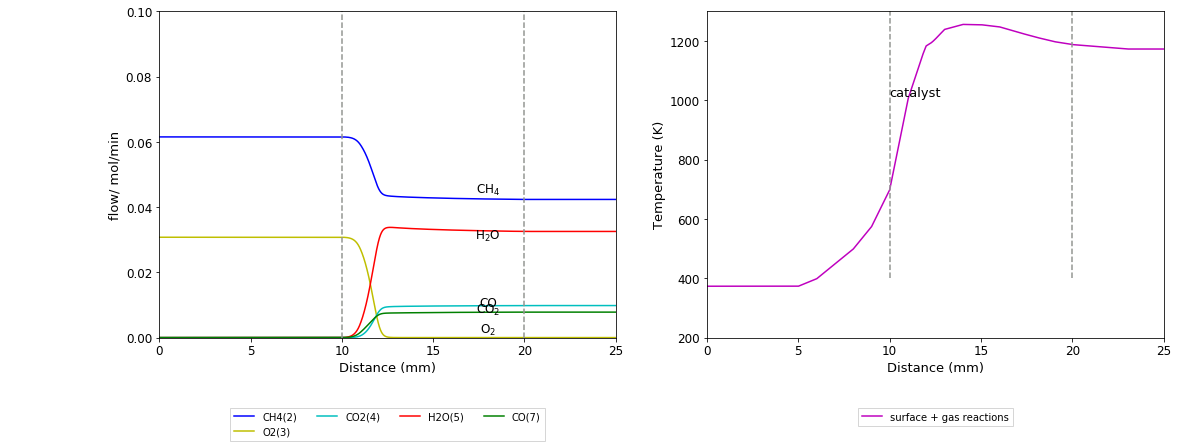 0.10
0.08
0.06
0.04
0.02
0.00
flow/ mol/min
CH₄
H₂O
CO
CO₂
O₂
0 5 10 15 20 25
Distance (mm)
CH4(2) CO2(4) H2O(5) CO(7)
O2(3)
1200
1000
800
600
400
200
Temperature (K)
catalyst
0 5 10 15 20 25
Distance (mm)
surface + gas reactions